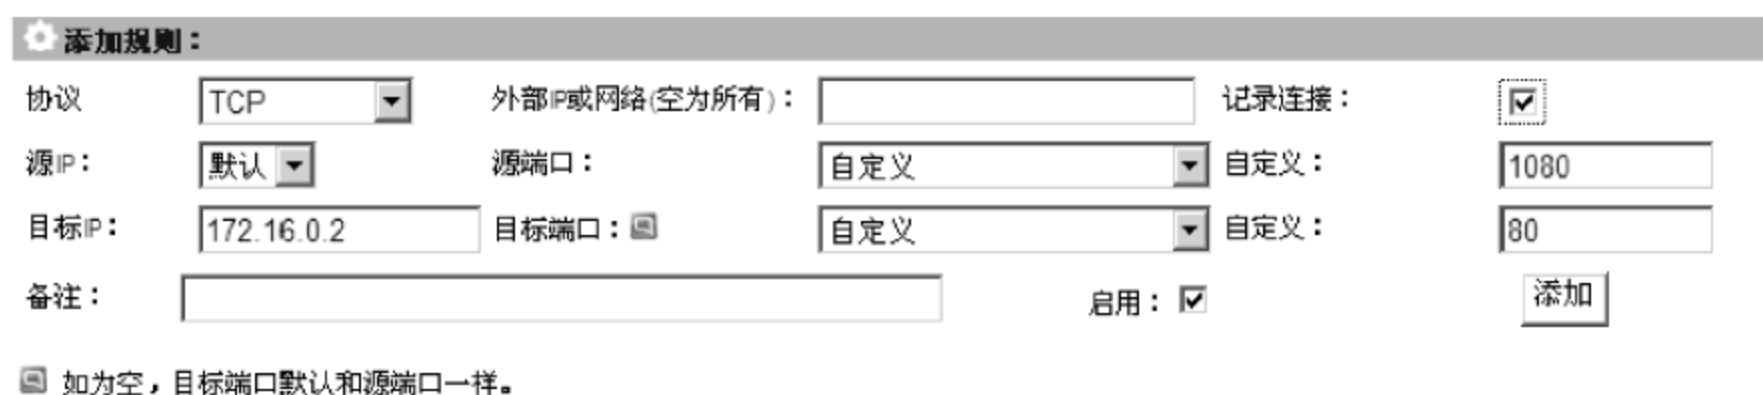 添加规则：
协议 TCP 外部IP或网络(空为所有)： 记录连接：
源IP： 默认 源端口： 自定义 自定义： 1080
目标IP： 172.16.0.2 目标端口： 自定义 自定义： 80
备注： 启用： 添加
如为空，目标端口默认和源端口一样。